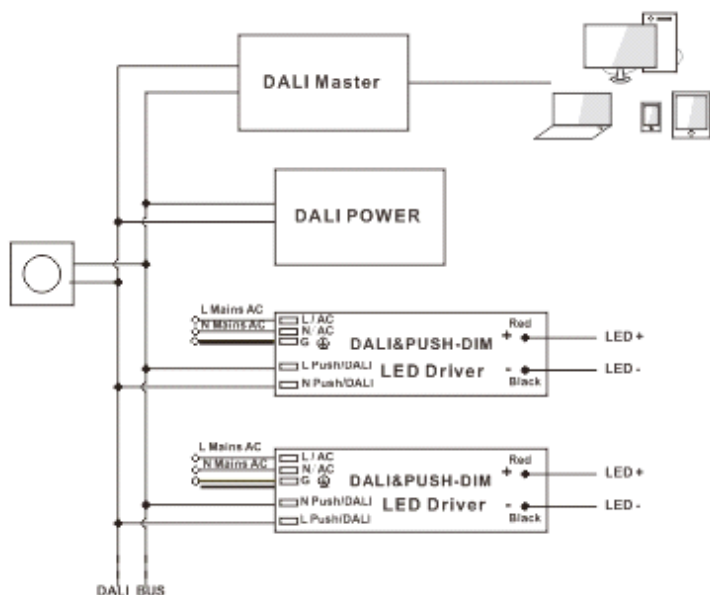 DALI Master
DALI POWER
L Mains AC
N Mains AC
L / AC
N/ AC
G
L Push/DALI
N Push/DALI
DALI&PUSH-DIM
LED Driver
Red
+
-
Black
LED +
LED -
L Mains AC
N Mains AC
L / AC
N/ AC
G
N Push/DALI
L Push/DALI
DALI&PUSH-DIM
LED Driver
Red
+
-
Black
LED +
LED -
DALI BUS